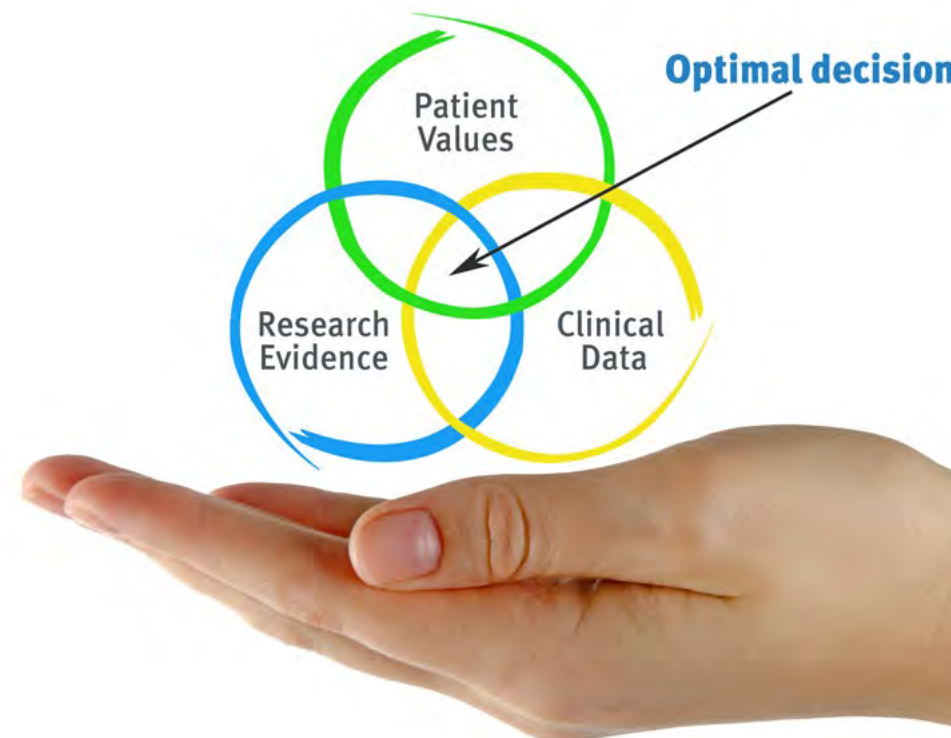 Optimal decision
Patient
Values
Research
Evidence
Clinical
Data